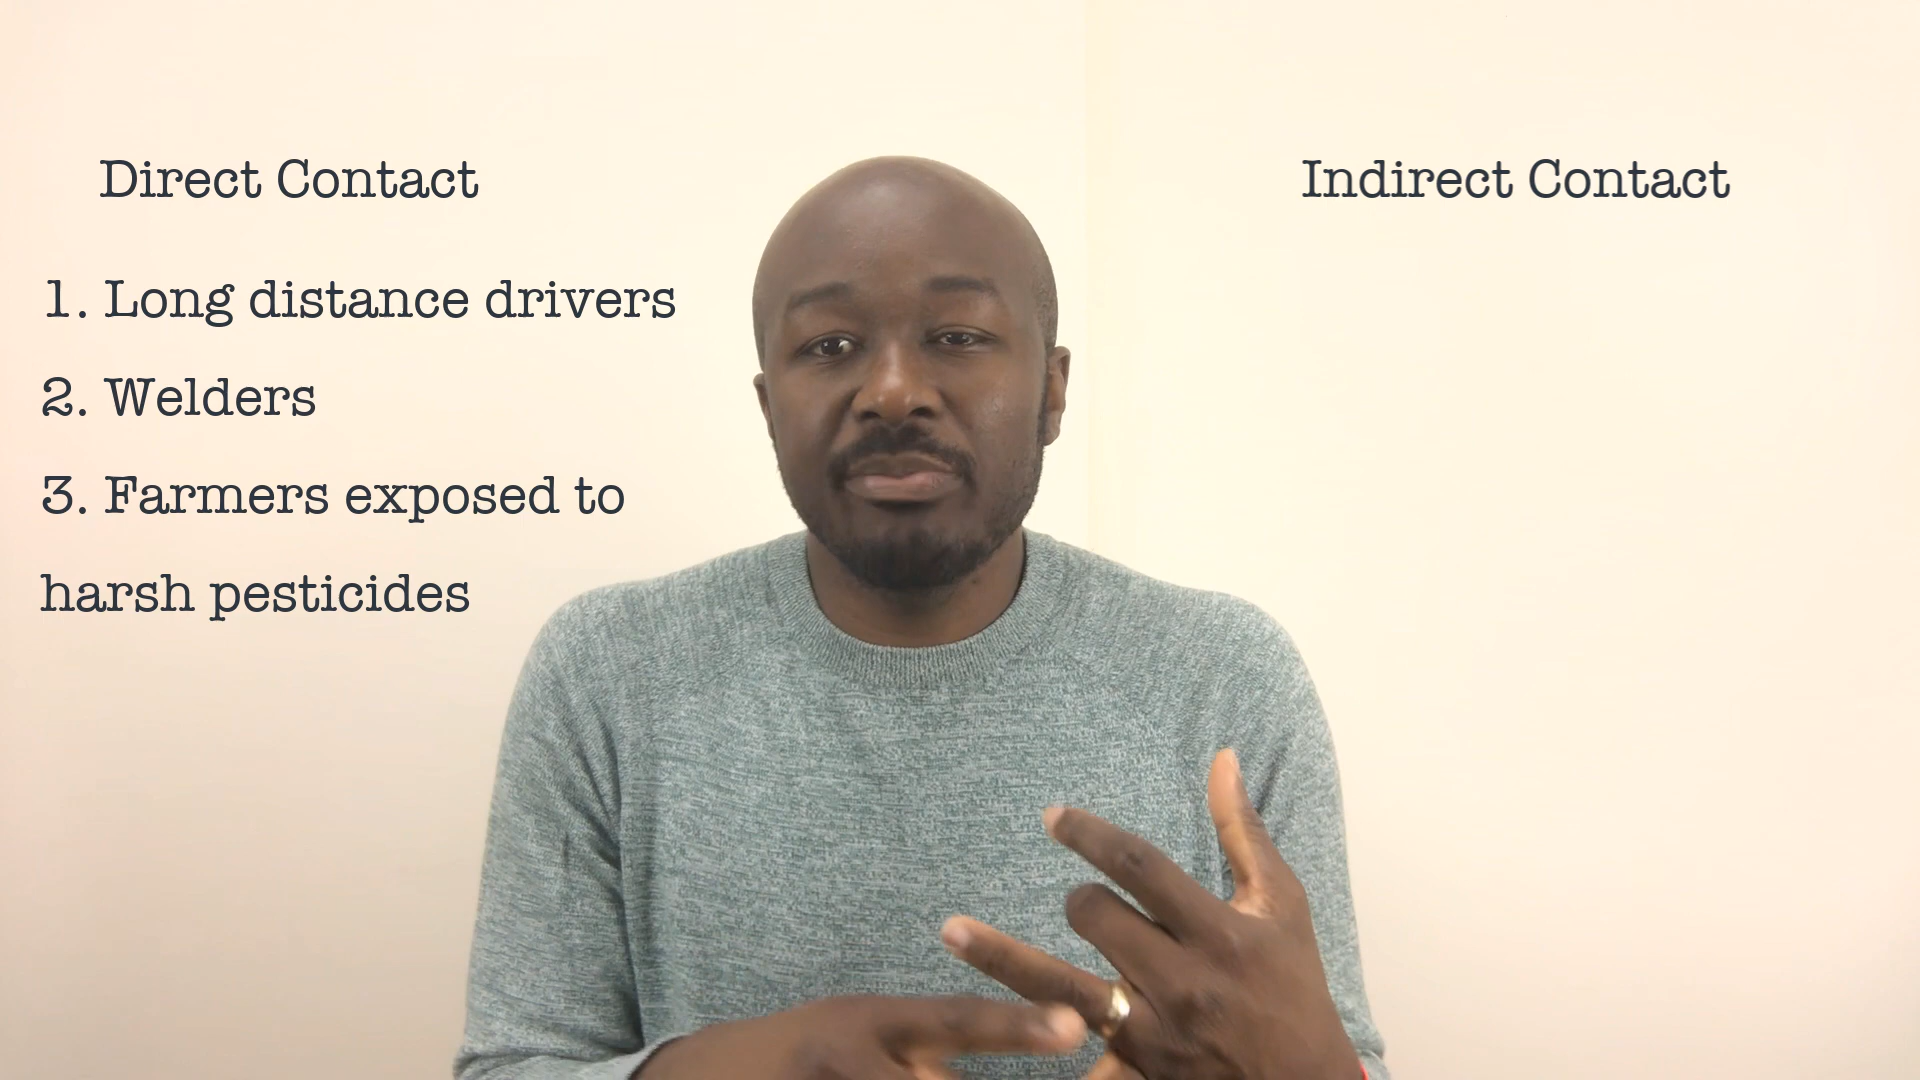 Direct Contact
1. Long distance drivers
2. Welders
3. Farmers exposed to
harsh pesticides
Indirect Contact